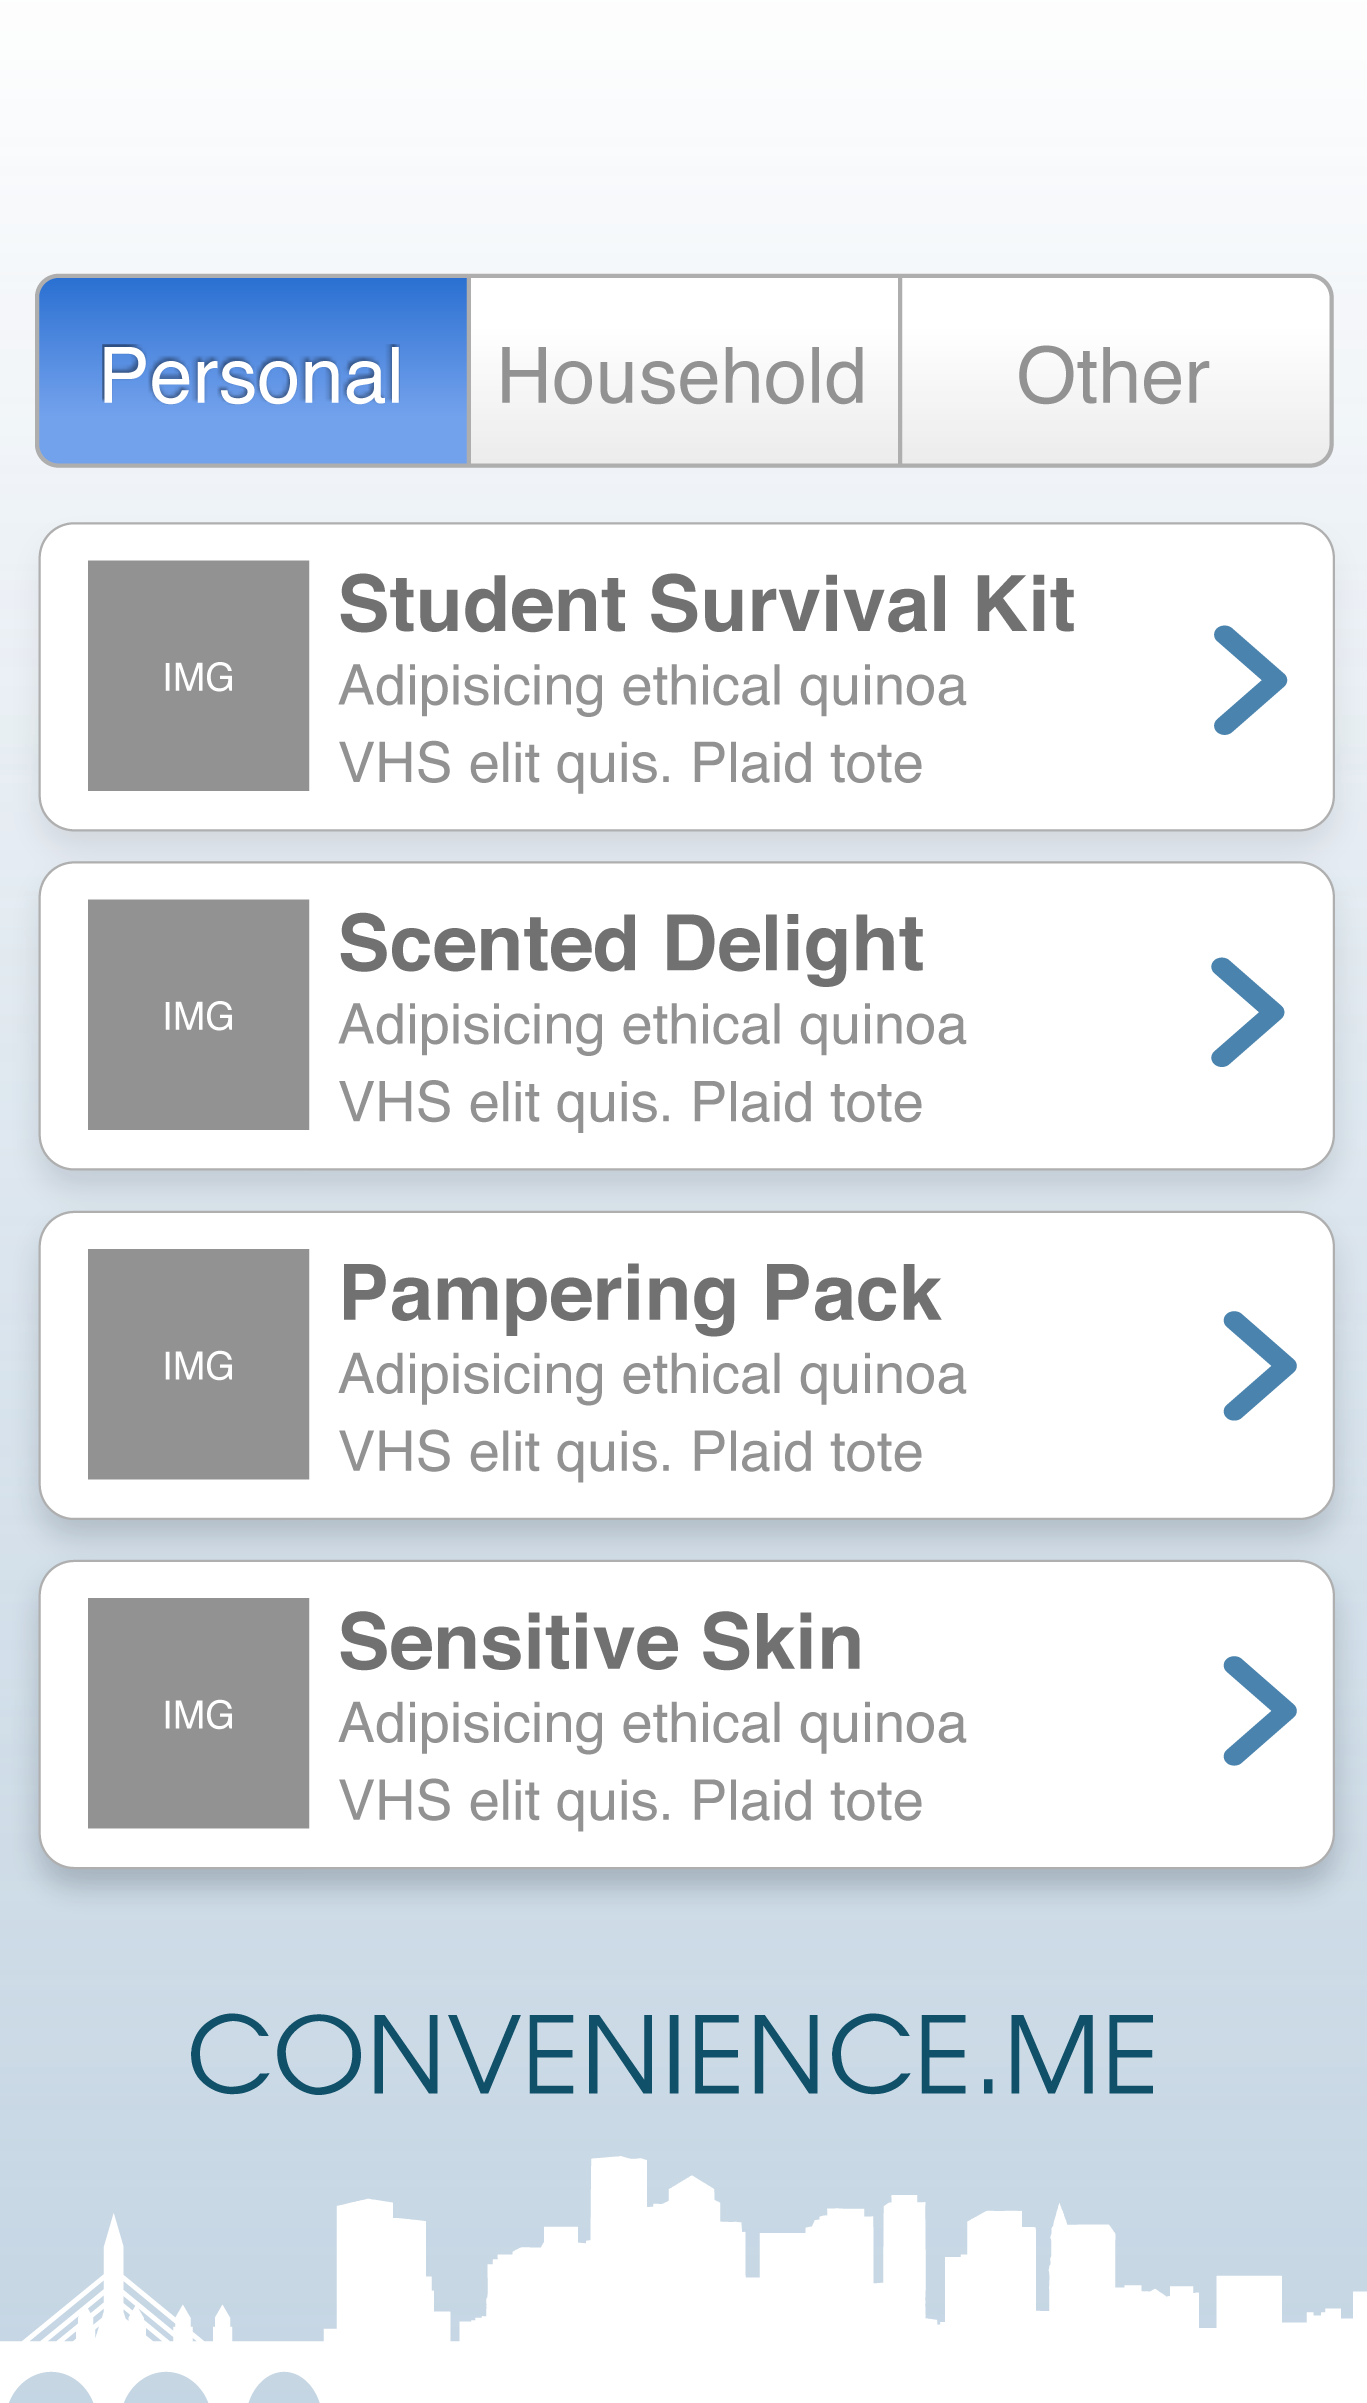 Personal Household Other
IMG
Student Survival Kit
Adipisicing ethical quinoa
VHS elit quis. Plaid tote
IMG
Scented Delight
Adipisicing ethical quinoa
VHS elit quis. Plaid tote
IMG
Pampering Pack
Adipisicing ethical quinoa
VHS elit quis. Plaid tote
IMG
Sensitive Skin
Adipisicing ethical quinoa
VHS elit quis. Plaid tote
CONVENIENCE.ME